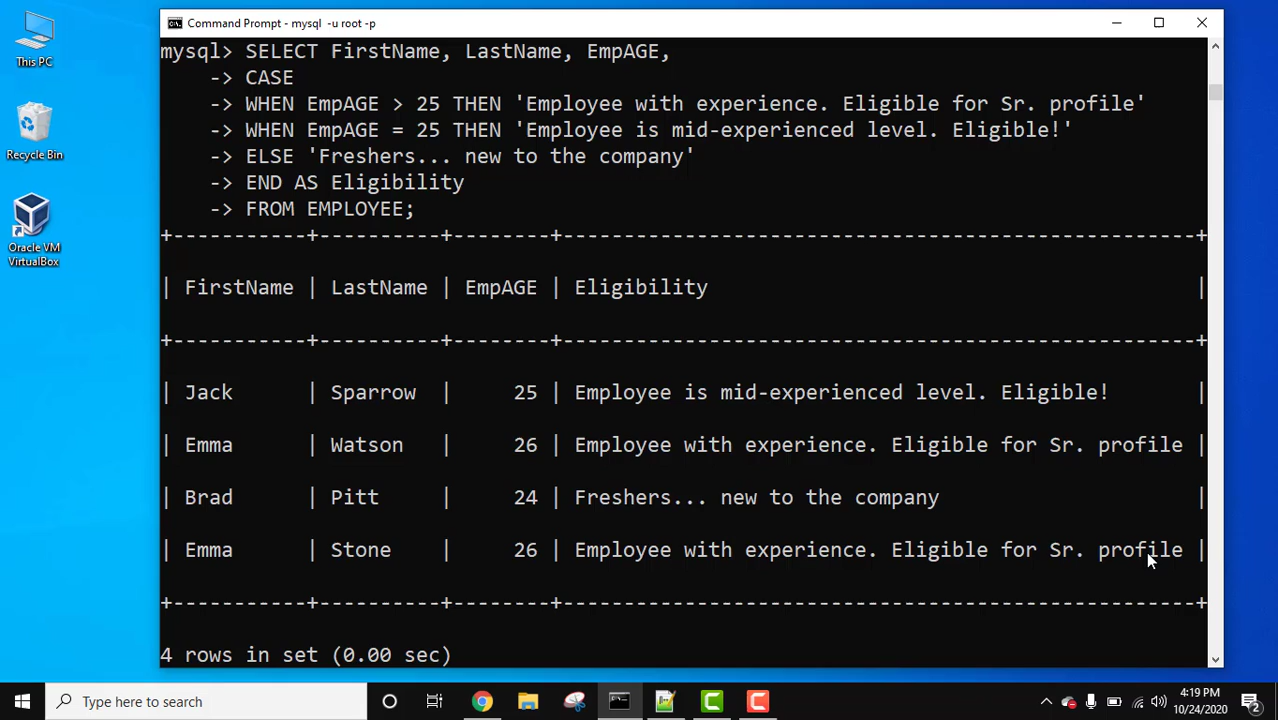 This PC
Recycle Bin
Oracle VM
VirtualBox
Command Prompt - mysql  -u root -p
mysql> SELECT FirstName, LastName, EmpAGE,
    -> CASE
    -> WHEN EmpAGE > 25 THEN 'Employee with experience. Eligible for Sr. profile'
    -> WHEN EmpAGE = 25 THEN 'Employee is mid-experienced level. Eligible!'
    -> ELSE 'Freshers... new to the company'
    -> END AS Eligibility
    -> FROM EMPLOYEE;
+-----------+----------+--------+----------------------------------------------------+
| FirstName | LastName | EmpAGE | Eligibility                                        |
+-----------+----------+--------+----------------------------------------------------+
| Jack      | Sparrow  |     25 | Employee is mid-experienced level. Eligible!       |
| Emma      | Watson   |     26 | Employee with experience. Eligible for Sr. profile |
| Brad      | Pitt     |     24 | Freshers... new to the company                     |
| Emma      | Stone    |     26 | Employee with experience. Eligible for Sr. profile |
+-----------+----------+--------+----------------------------------------------------+
4 rows in set (0.00 sec)
Type here to search
4:19 PM
10/24/2020
2